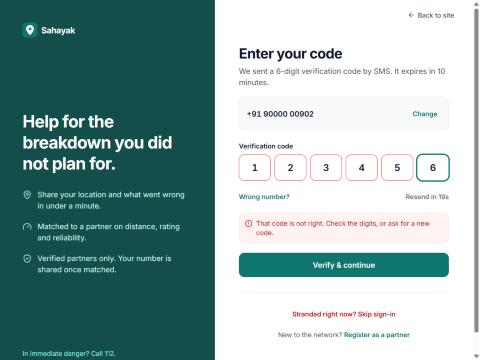 Sahayak
Help for the
breakdown you did
not plan for.
Share your location and what went wrong
in under a minute.
Matched to a partner on distance, rating
and reliability.
Verified partners only. Your number is
shared once matched.
In immediate danger? Call 112.
Back to site
Enter your code
We sent a 6-digit verification code by SMS. It expires in 10
minutes.
+91 90000 00902 Change
Verification code
1 2 3 4 5 6
Wrong number? Resend in 19s
That code is not right. Check the digits, or ask for a new
code.
Verify & continue
Stranded right now? Skip sign-in
New to the network? Register as a partner